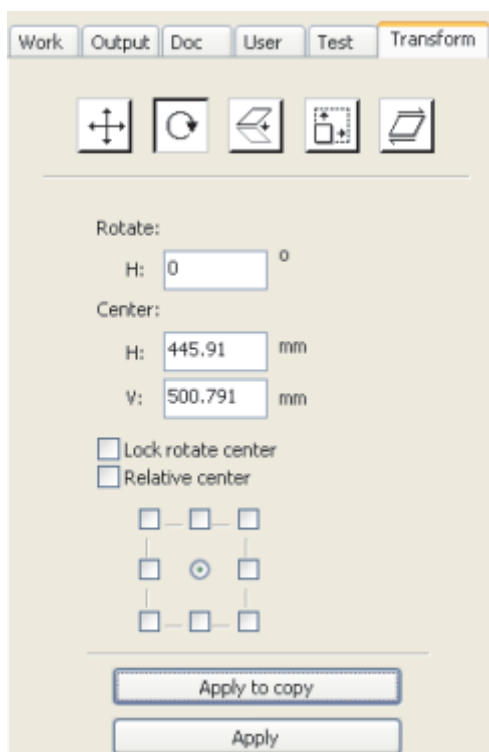 Work Output Doc User Test Transform
Rotate:
H: 0 °
Center:
H: 445.91 mm
V: 500.791 mm
Lock rotate center
Relative center
Apply to copy
Apply